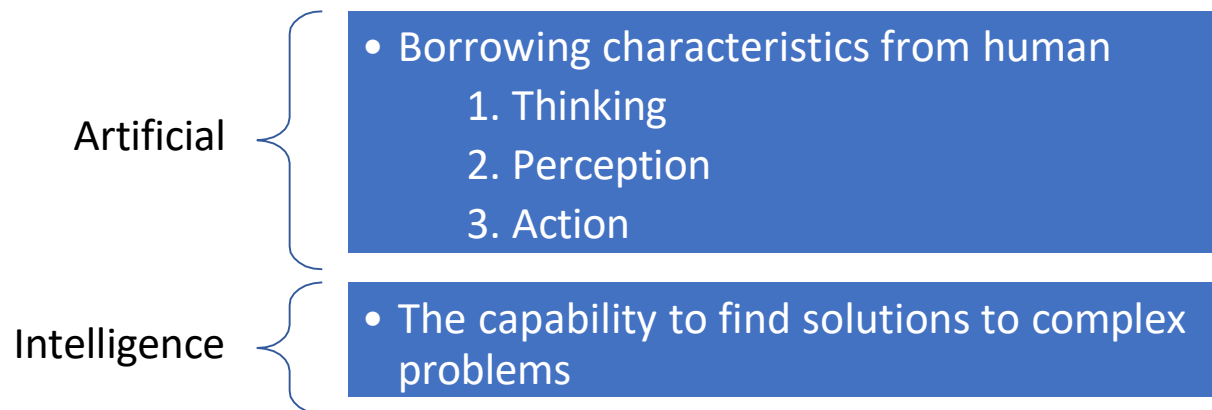 Artificial
• Borrowing characteristics from human
1. Thinking
2. Perception
3. Action
Intelligence
• The capability to find solutions to complex
problems